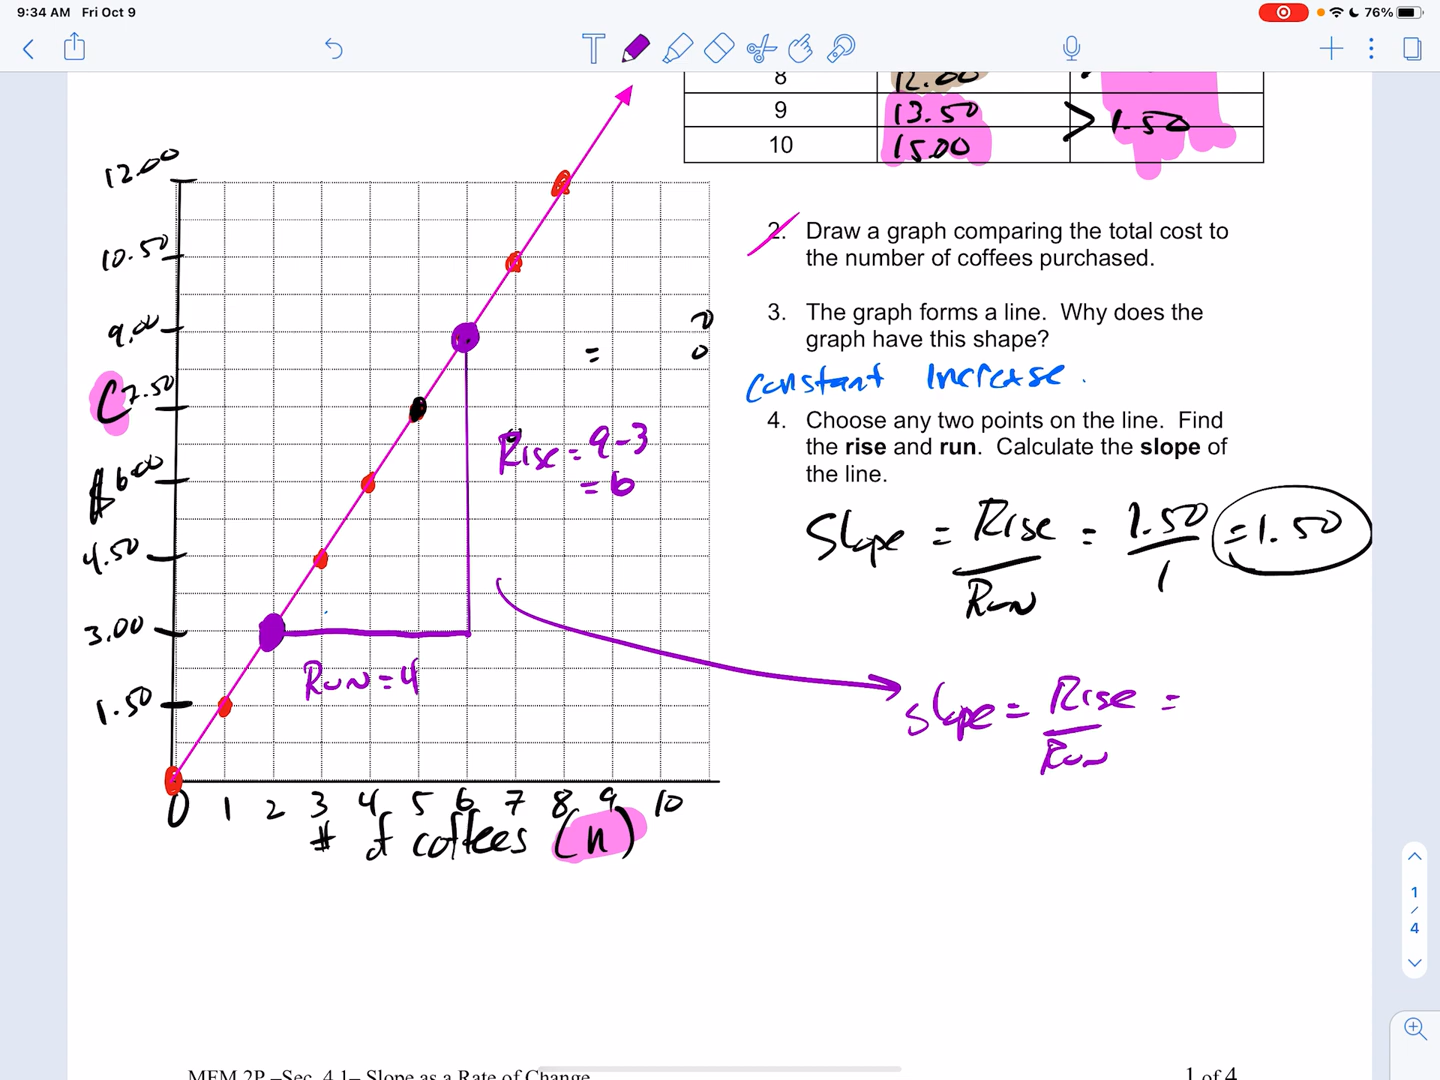 9:34 AM Fri Oct 9
76%
8 12.00
9 13.50
10 15.00
> 1.50
12.00
10.50
9.00
C 7.50
$ 6.00
4.50
3.00
1.50
0 1 2 3 4 5 6 7 8 9 10
# of coffees (n)
=
Rise = 9-3
= 6
Run = 4
2. Draw a graph comparing the total cost to
the number of coffees purchased.
3. The graph forms a line. Why does the
graph have this shape?
constant increase.
4. Choose any two points on the line. Find
the rise and run. Calculate the slope of
the line.
Slope = Rise / Run = 1.50 / 1 = 1.50
slope = Rise / Run =
1
/
4
MFM 2P –Sec. 4.1– Slope as a Rate of Change
1 of 4